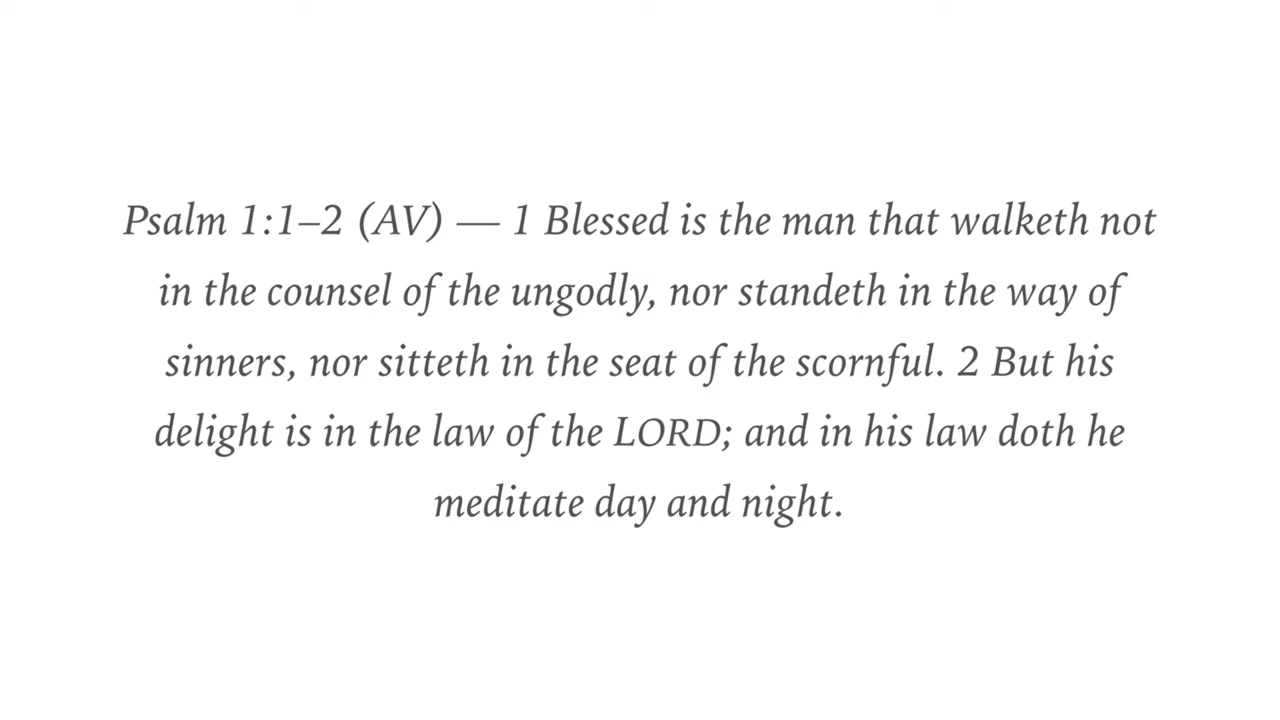 Psalm 1:1–2 (AV) — 1 Blessed is the man that walketh not
in the counsel of the ungodly, nor standeth in the way of
sinners, nor sitteth in the seat of the scornful. 2 But his
delight is in the law of the LORD; and in his law doth he
meditate day and night.